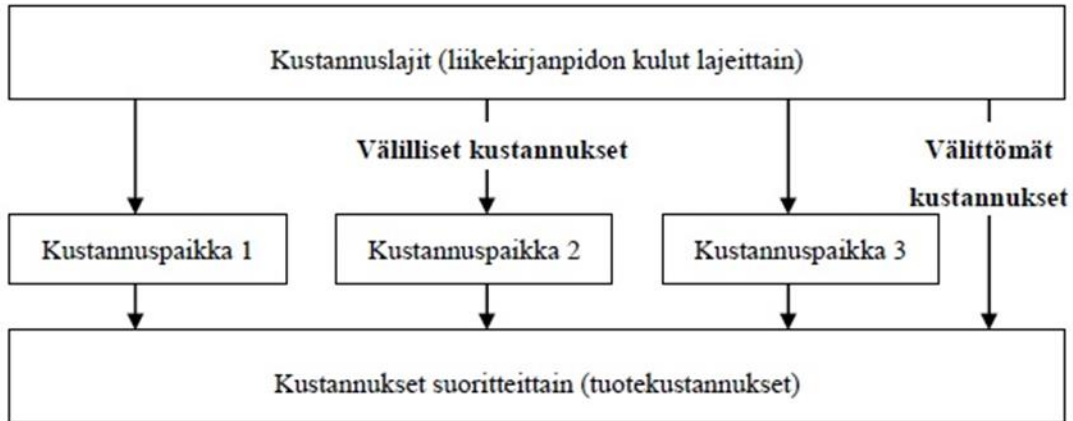 Kustannuslajit (liikekirjanpidon kulut lajeittain)
Välilliset kustannukset
Välittömät
kustannukset
Kustannuspaikka 1
Kustannuspaikka 2
Kustannuspaikka 3
Kustannukset suoritteittain (tuotekustannukset)